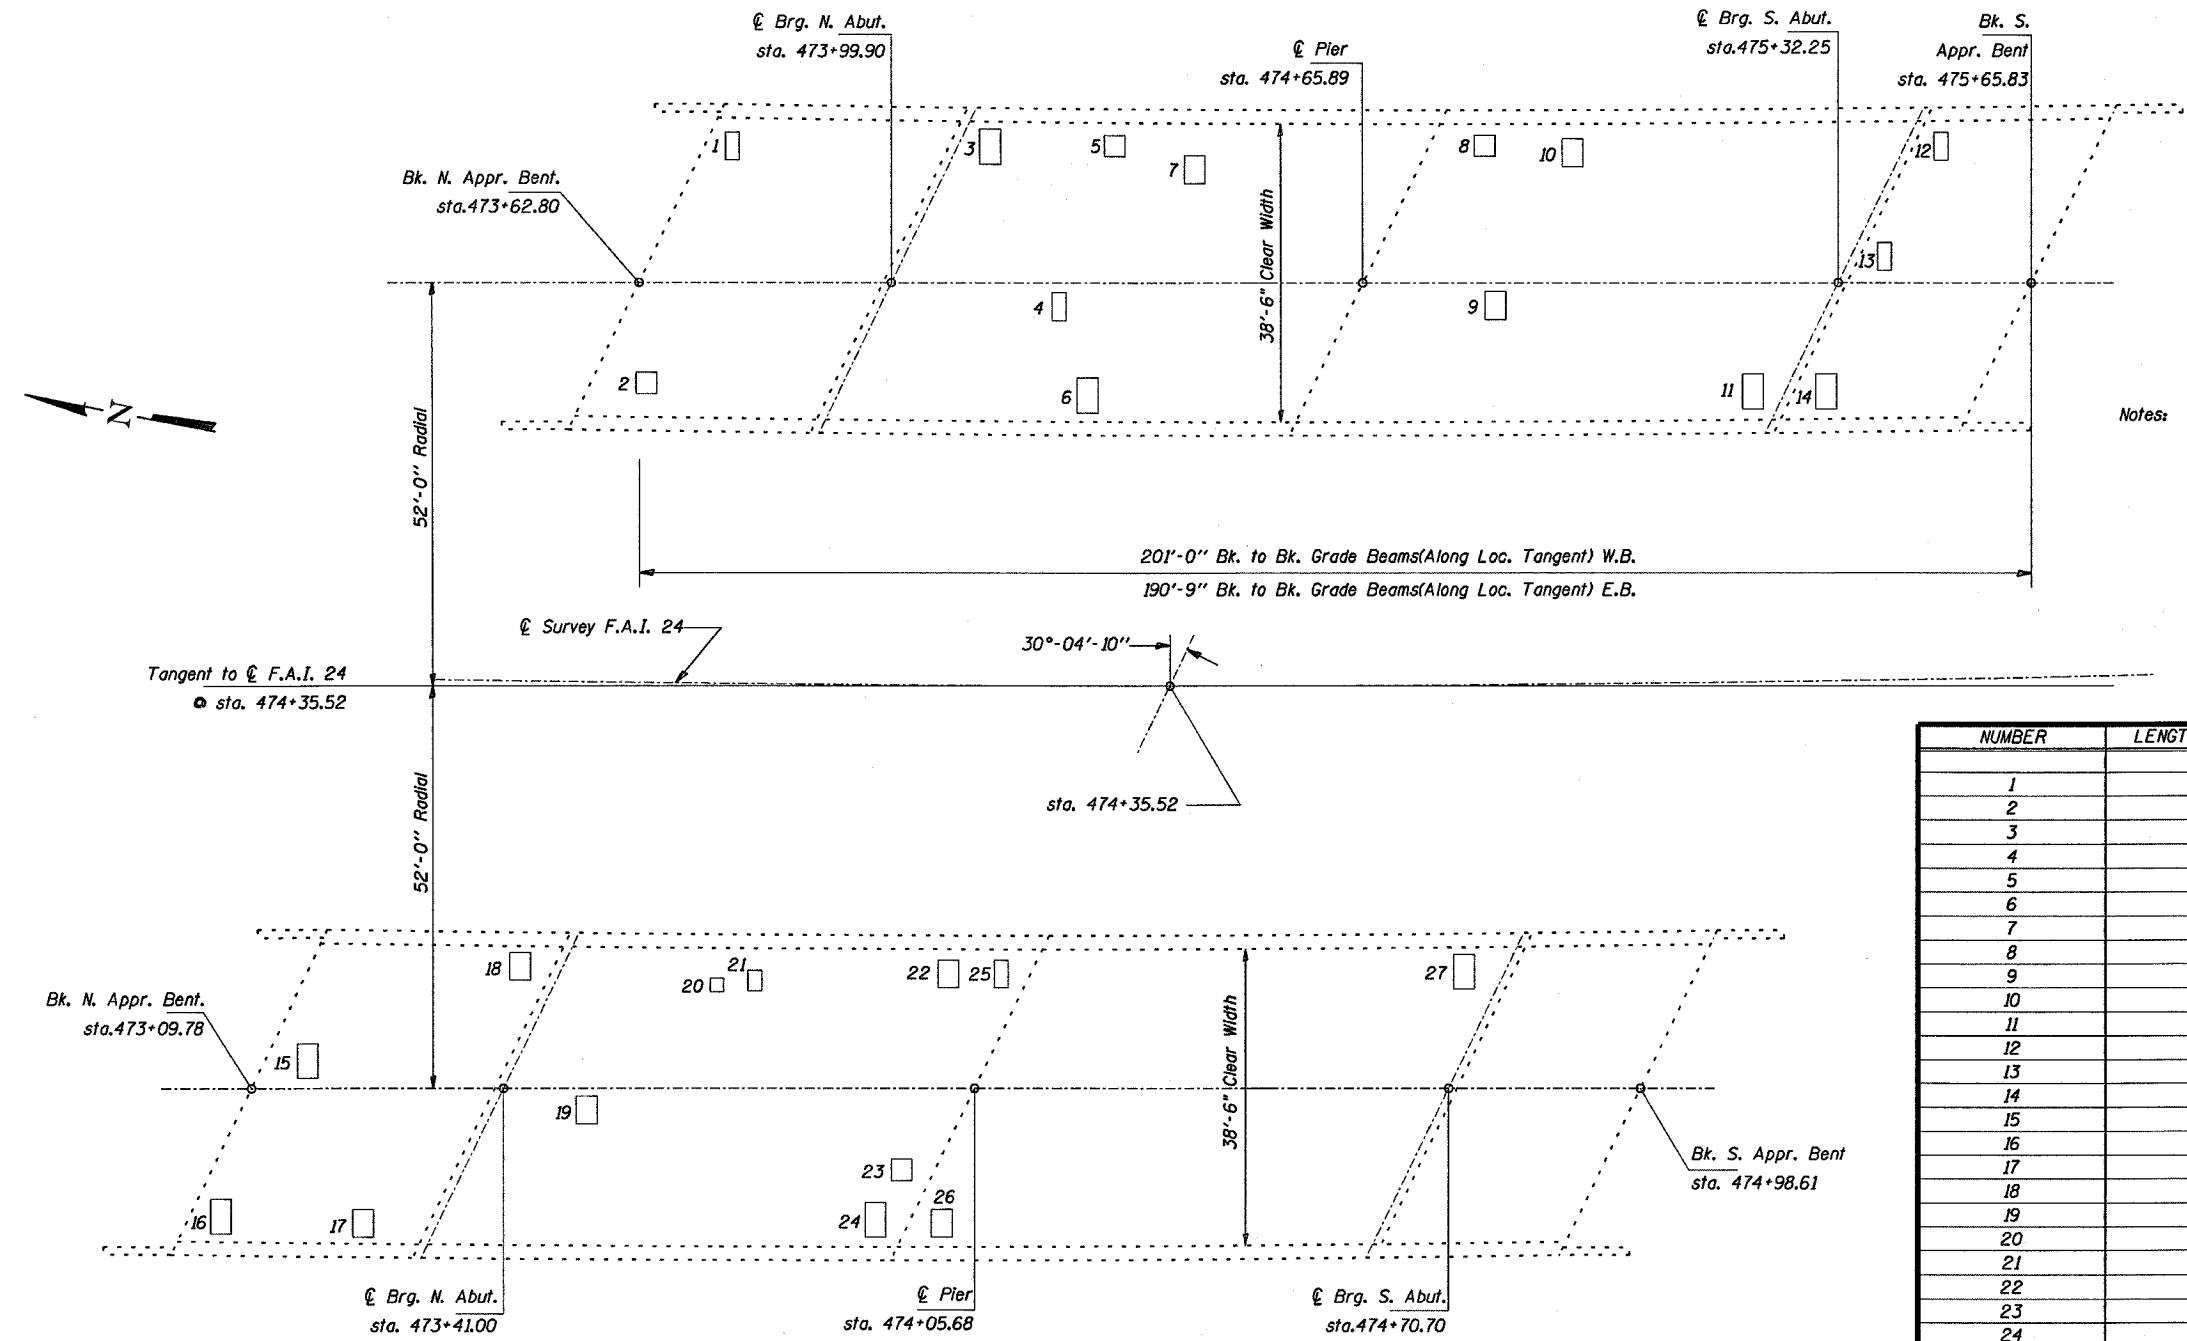 ℄ Brg. N. Abut.
sta. 473+99.90
℄ Pier
sta. 474+65.89
℄ Brg. S. Abut.
sta.475+32.25
Bk. S.
Appr. Bent
sta. 475+65.83
Bk. N. Appr. Bent.
sta.473+62.80
1
2
3
4
5
6
7
8
9
10
11
12
13
14
38'-6" Clear Width
N
Notes:
52'-0" Radial
201'-0" Bk. to Bk. Grade Beams(Along Loc. Tangent) W.B.
190'-9" Bk. to Bk. Grade Beams(Along Loc. Tangent) E.B.
℄ Survey F.A.I. 24
30°-04'-10"
Tangent to ℄ F.A.I. 24
@ sta. 474+35.52
sta. 474+35.52
52'-0" Radial
Bk. N. Appr. Bent.
sta.473+09.78
15
16
17
18
19
20
21
22
23
24
25
26
27
38'-6" Clear Width
Bk. S. Appr. Bent
sta. 474+98.61
℄ Brg. N. Abut.
sta. 473+41.00
℄ Pier
sta. 474+05.68
℄ Brg. S. Abut.
sta.474+70.70
NUMBER LENGT
1
2
3
4
5
6
7
8
9
10
11
12
13
14
15
16
17
18
19
20
21
22
23
24